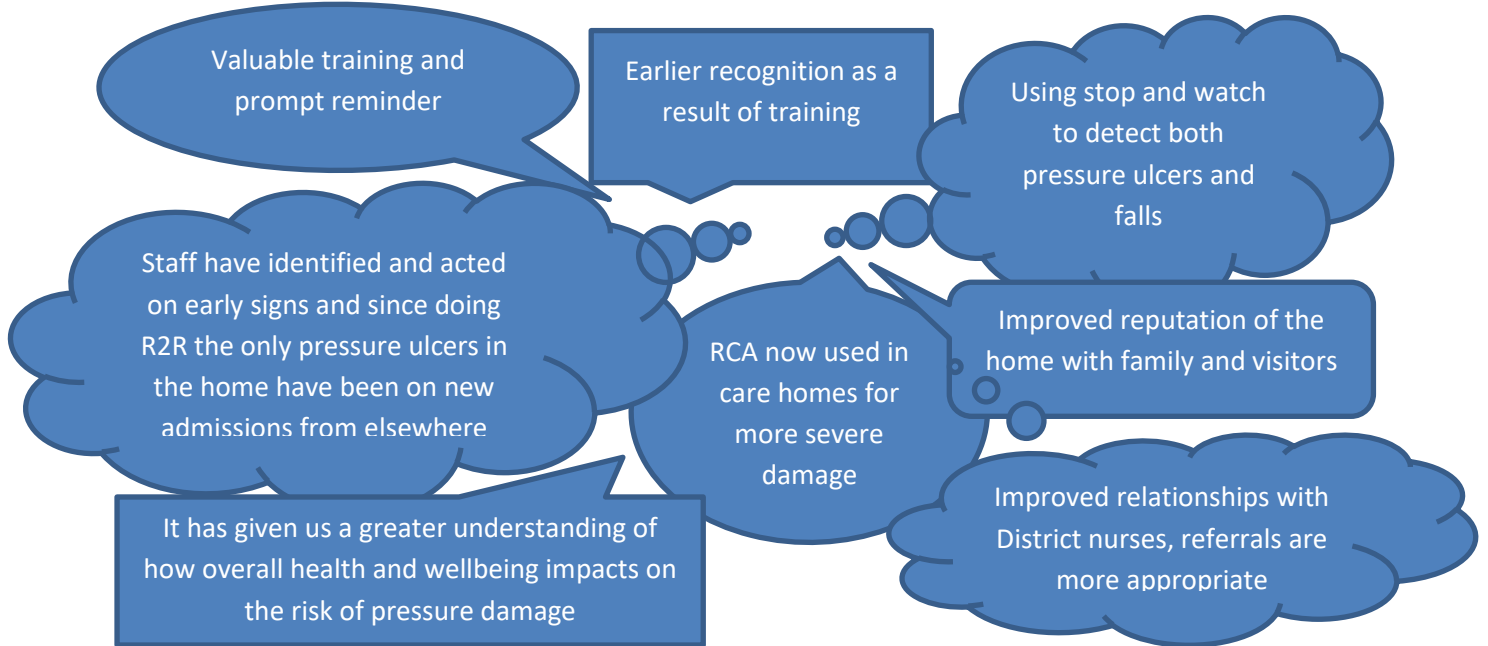 Valuable training and
prompt reminder
Earlier recognition as a
result of training
Using stop and watch
to detect both
pressure ulcers and
falls
Staff have identified and acted
on early signs and since doing
R2R the only pressure ulcers in
the home have been on new
admissions from elsewhere
RCA now used in
care homes for
more severe
damage
Improved reputation of the
home with family and visitors
It has given us a greater understanding of
how overall health and wellbeing impacts on
the risk of pressure damage
Improved relationships with
District nurses, referrals are
more appropriate